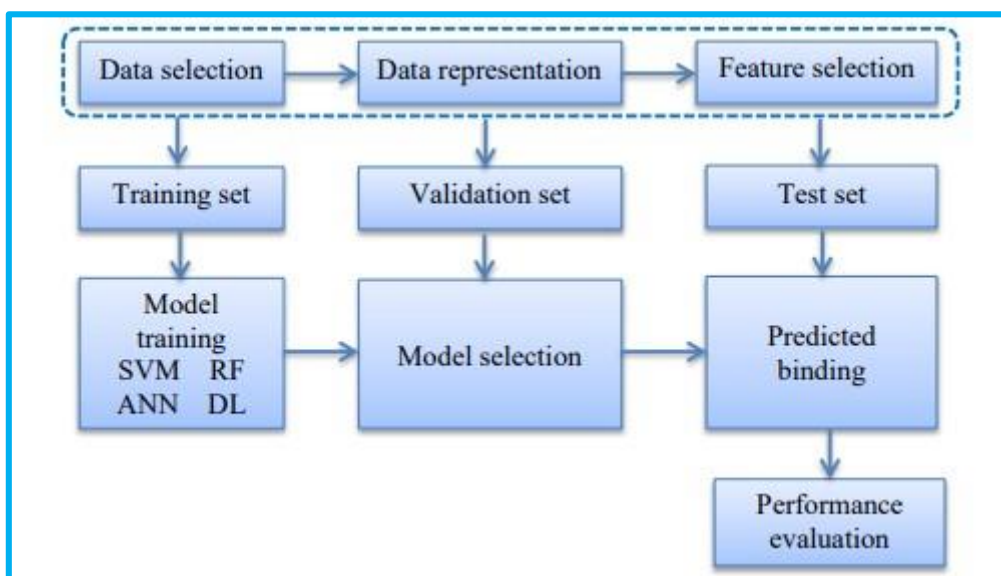 Data selection
Data representation
Feature selection
Training set
Validation set
Test set
Model
training
SVM RF
ANN DL
Model selection
Predicted
binding
Performance
evaluation